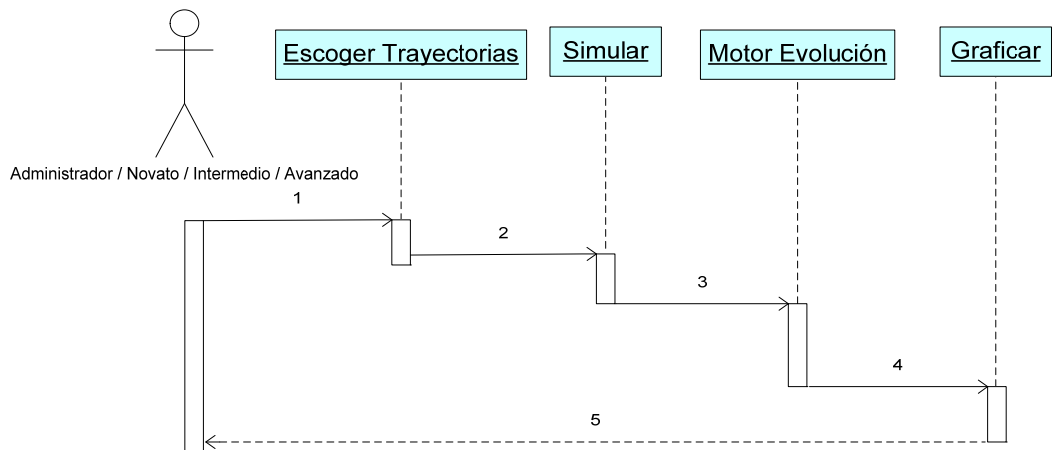 Escoger Trayectorias
Simular
Motor Evolución
Graficar
Administrador / Novato / Intermedio / Avanzado
1
2
3
4
5